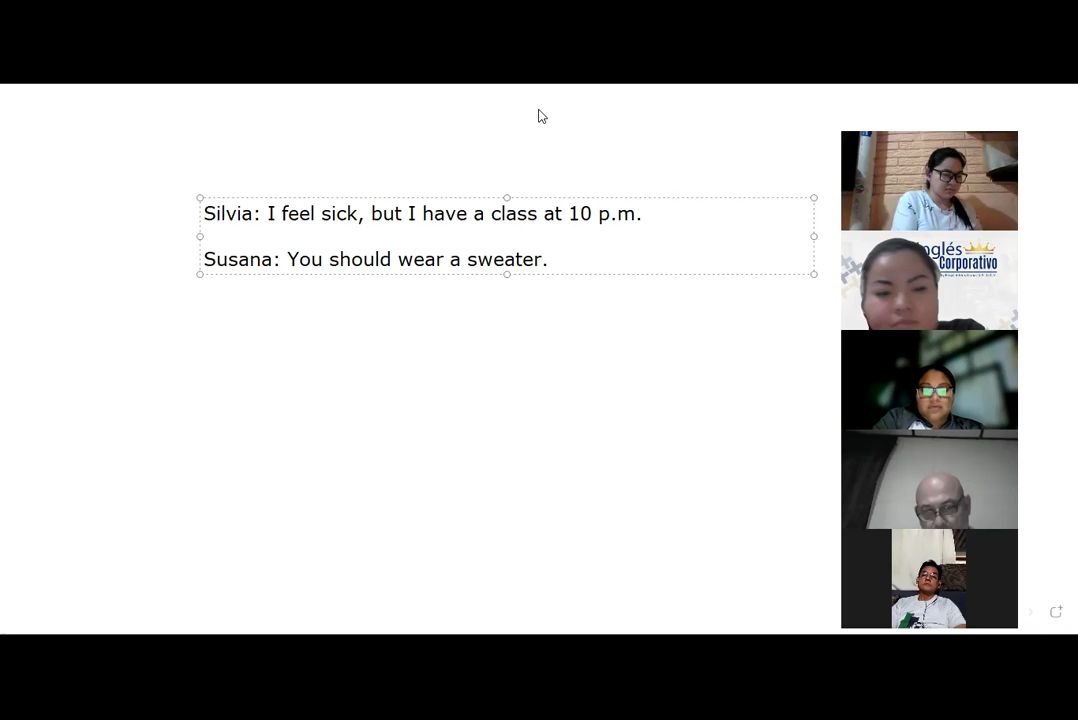 Silvia: I feel sick, but I have a class at 10 p.m.
Susana: You should wear a sweater.
Inglés
Corporativo